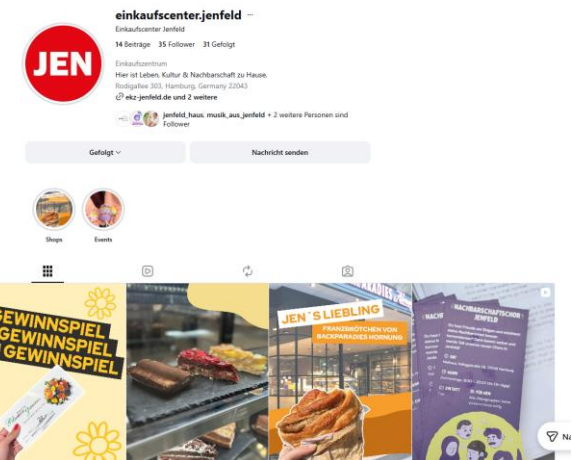 einkaufscenter.jenfeld ···
Einkaufscenter Jenfeld
14 Beiträge 35 Follower 31 Gefolgt
Einkaufszentrum
Hier ist Leben. Kultur & Nachbarschaft zu Hause.
Rodigallee 303, Hamburg, Germany 22043
ekz-jenfeld.de und 2 weitere
jenfeld_haus, musik_aus_jenfeld + 2 weitere Personen sind
Follower
JEN
Gefolgt
Nachricht senden
Shops
Events
GEWINNSPIEL
GEWINNSPIEL
GEWINNSPIEL
JEN´S LIEBLING
FRANZBRÖTCHEN VON
BACKPARADIES HORNUNG
NACHBARSCHAFTSCHOR
JENFELD
Na